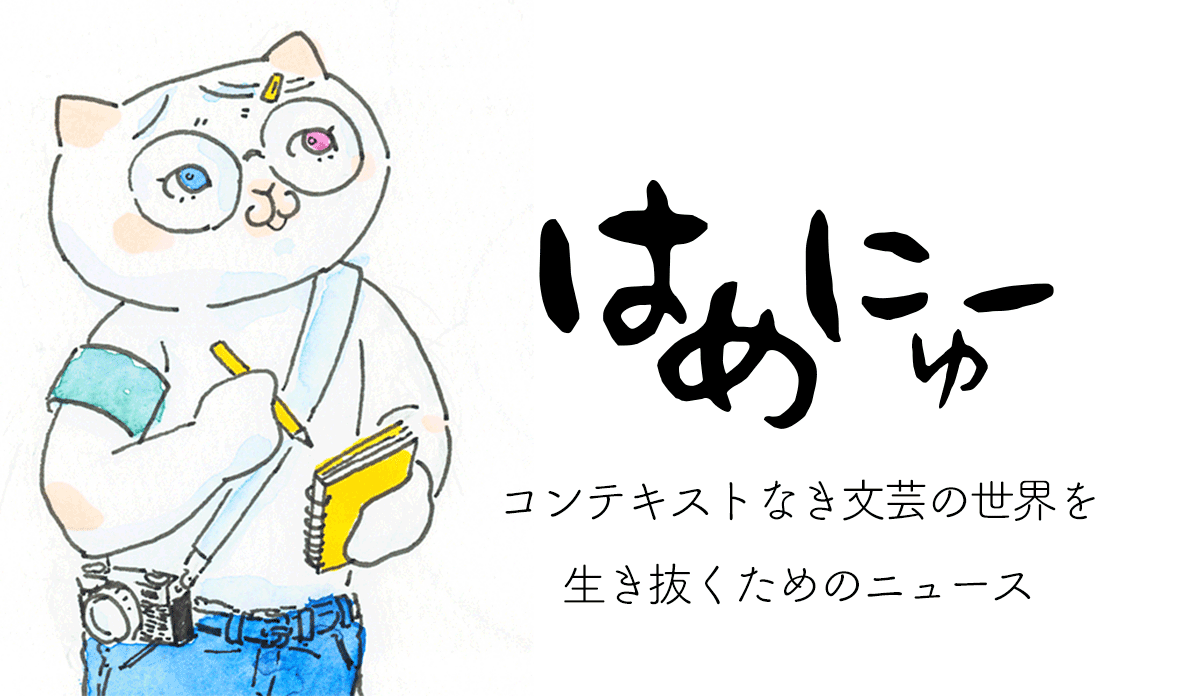 はめにゅー
コンテキストなき文芸の世界を
生き抜くためのニュース